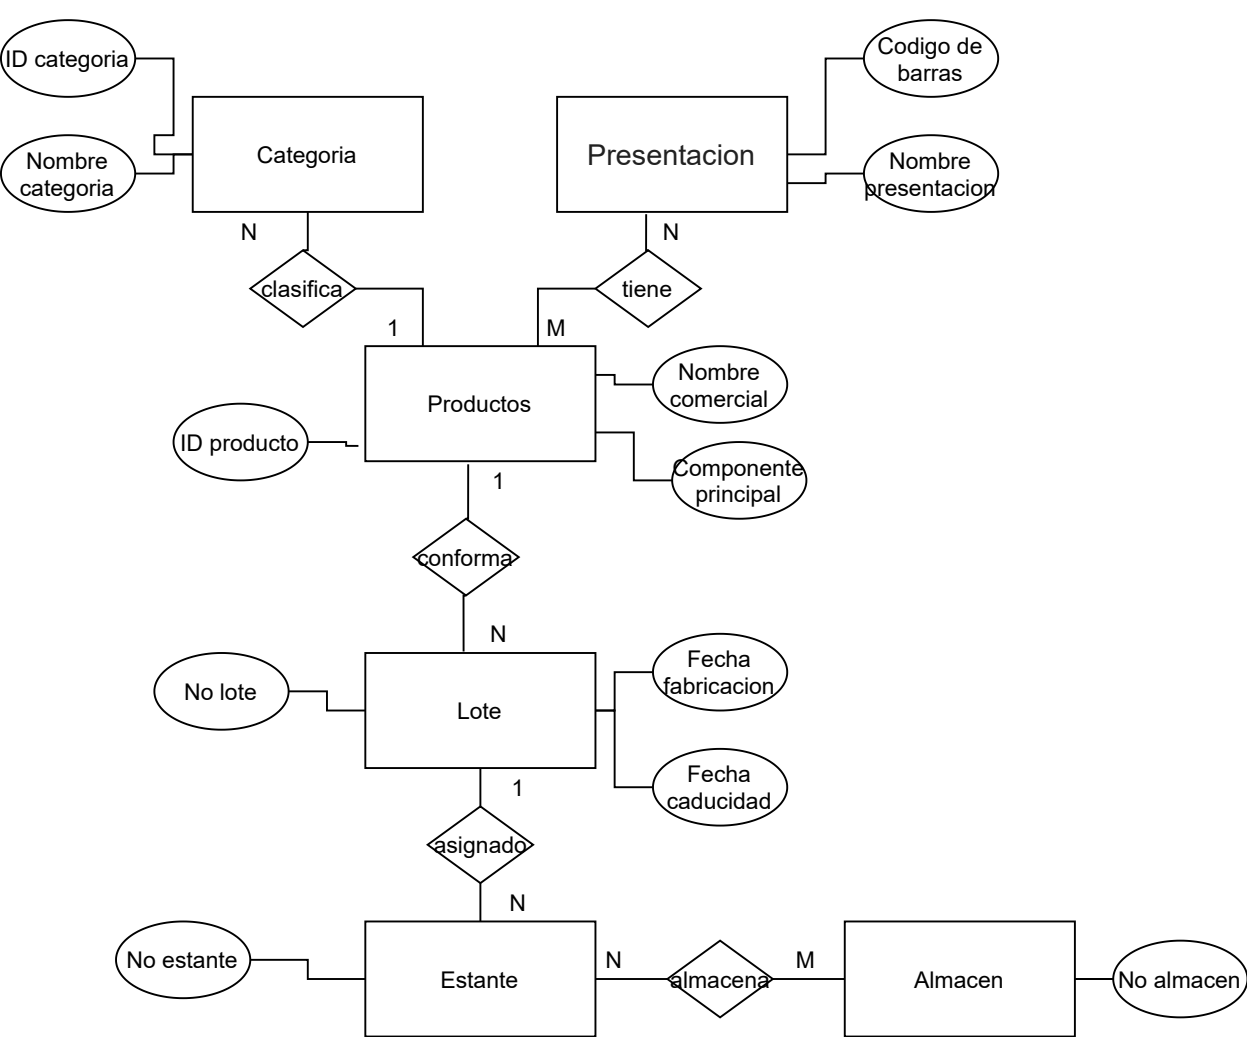 ID categoria
Codigo de
barras
Categoria
Presentacion
Nombre
categoria
Nombre
presentacion
N
N
clasifica
tiene
1
M
Nombre
comercial
Productos
ID producto
Componente
principal
1
conforma
N
Fecha
fabricacion
No lote
Lote
Fecha
caducidad
1
asignado
N
No estante
Estante
N
almacena
M
Almacen
No almacen